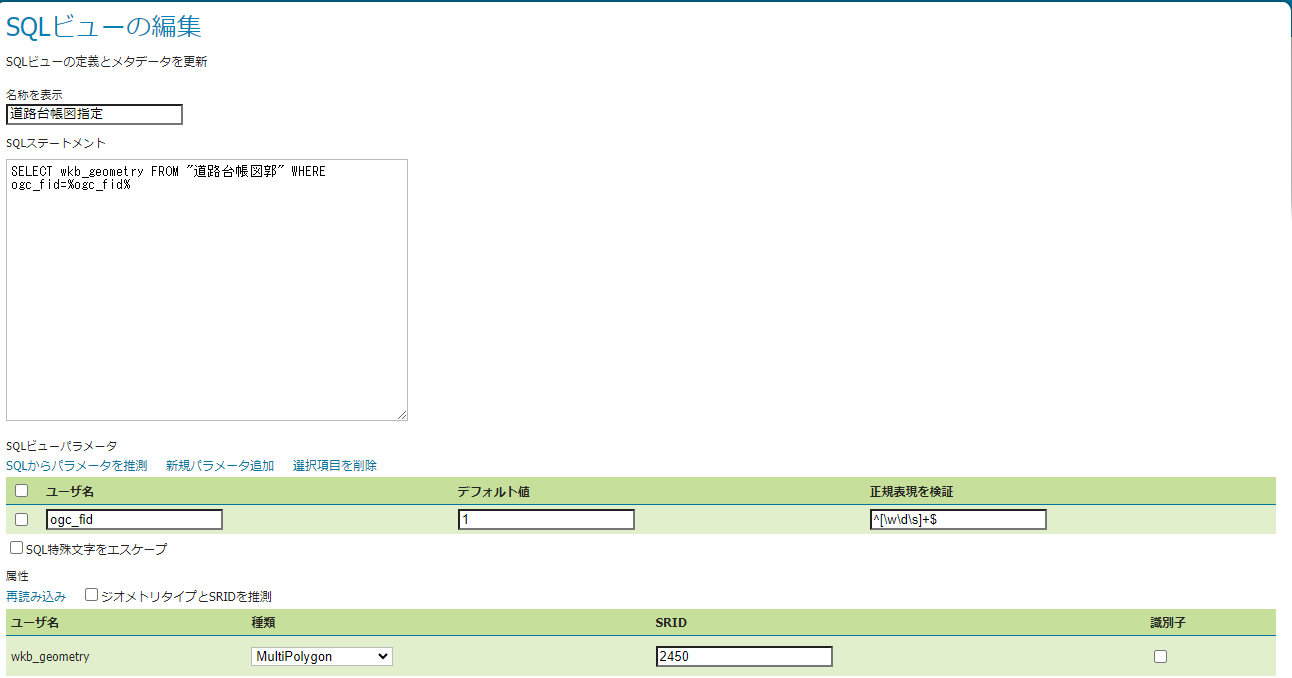 SQLビューの編集
SQLビューの定義とメタデータを更新
名称を表示
道路台帳図指定
SQLステートメント
SELECT wkb_geometry FROM "道路台帳図郭" WHERE
ogc_fid=%ogc_fid%
SQLビューパラメータ
SQLからパラメータを推測 新規パラメータ追加 選択項目を削除
ユーザ名 デフォルト値 正規表現を検証
ogc_fid 1 ^[\w\d\s]+$
SQL特殊文字をエスケープ
属性
再読み込み ジオメトリタイプとSRIDを推測
ユーザ名 種類 SRID 識別子
wkb_geometry MultiPolygon 2450